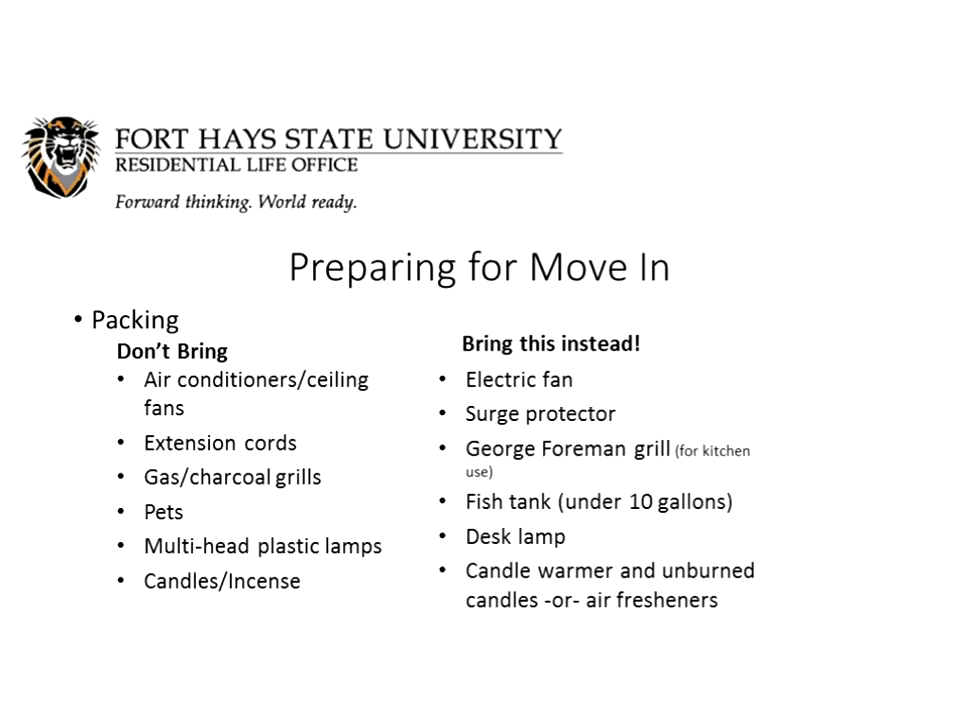 FORT HAYS STATE UNIVERSITY
RESIDENTIAL LIFE OFFICE
Forward thinking. World ready.
Preparing for Move In
• Packing
Don’t Bring
• Air conditioners/ceiling
fans
• Extension cords
• Gas/charcoal grills
• Pets
• Multi-head plastic lamps
• Candles/Incense
Bring this instead!
• Electric fan
• Surge protector
• George Foreman grill (for kitchen
use)
• Fish tank (under 10 gallons)
• Desk lamp
• Candle warmer and unburned
candles -or- air fresheners